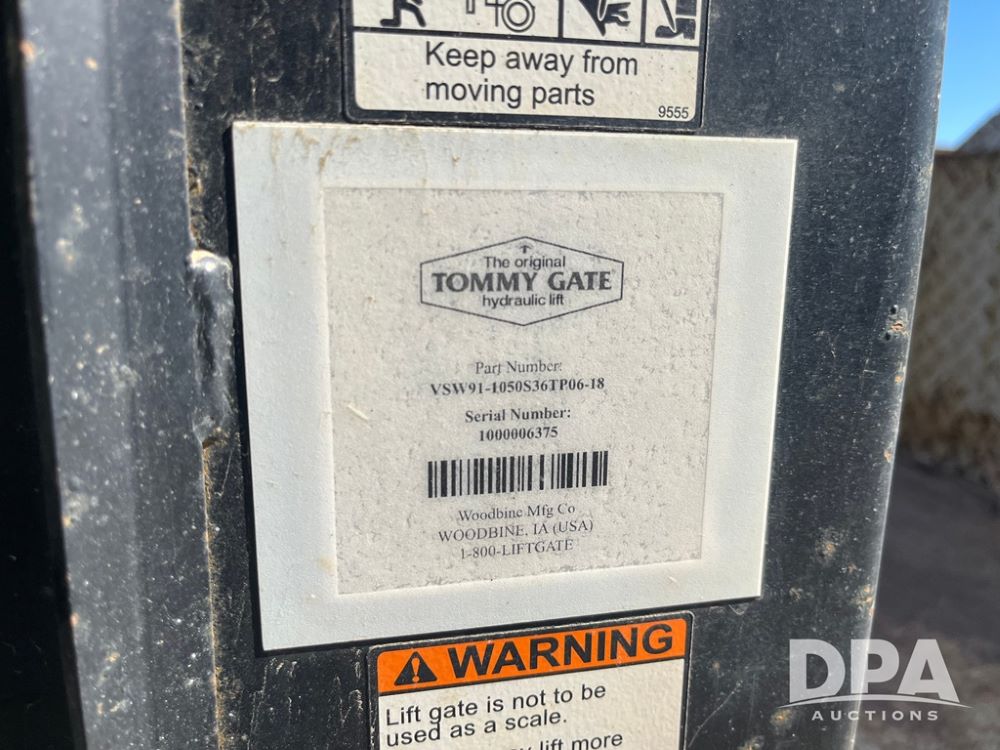 Keep away from
moving parts
9555
The original
TOMMY GATE
hydraulic lift
Part Number:
VSW91-1050S36TP06-18
Serial Number:
1000006375
Woodbine Mfg Co
WOODBINE, IA (USA)
1-800-LIFTGATE
WARNING
Lift gate is not to be
used as a scale.
lift more
DPA
AUCTIONS